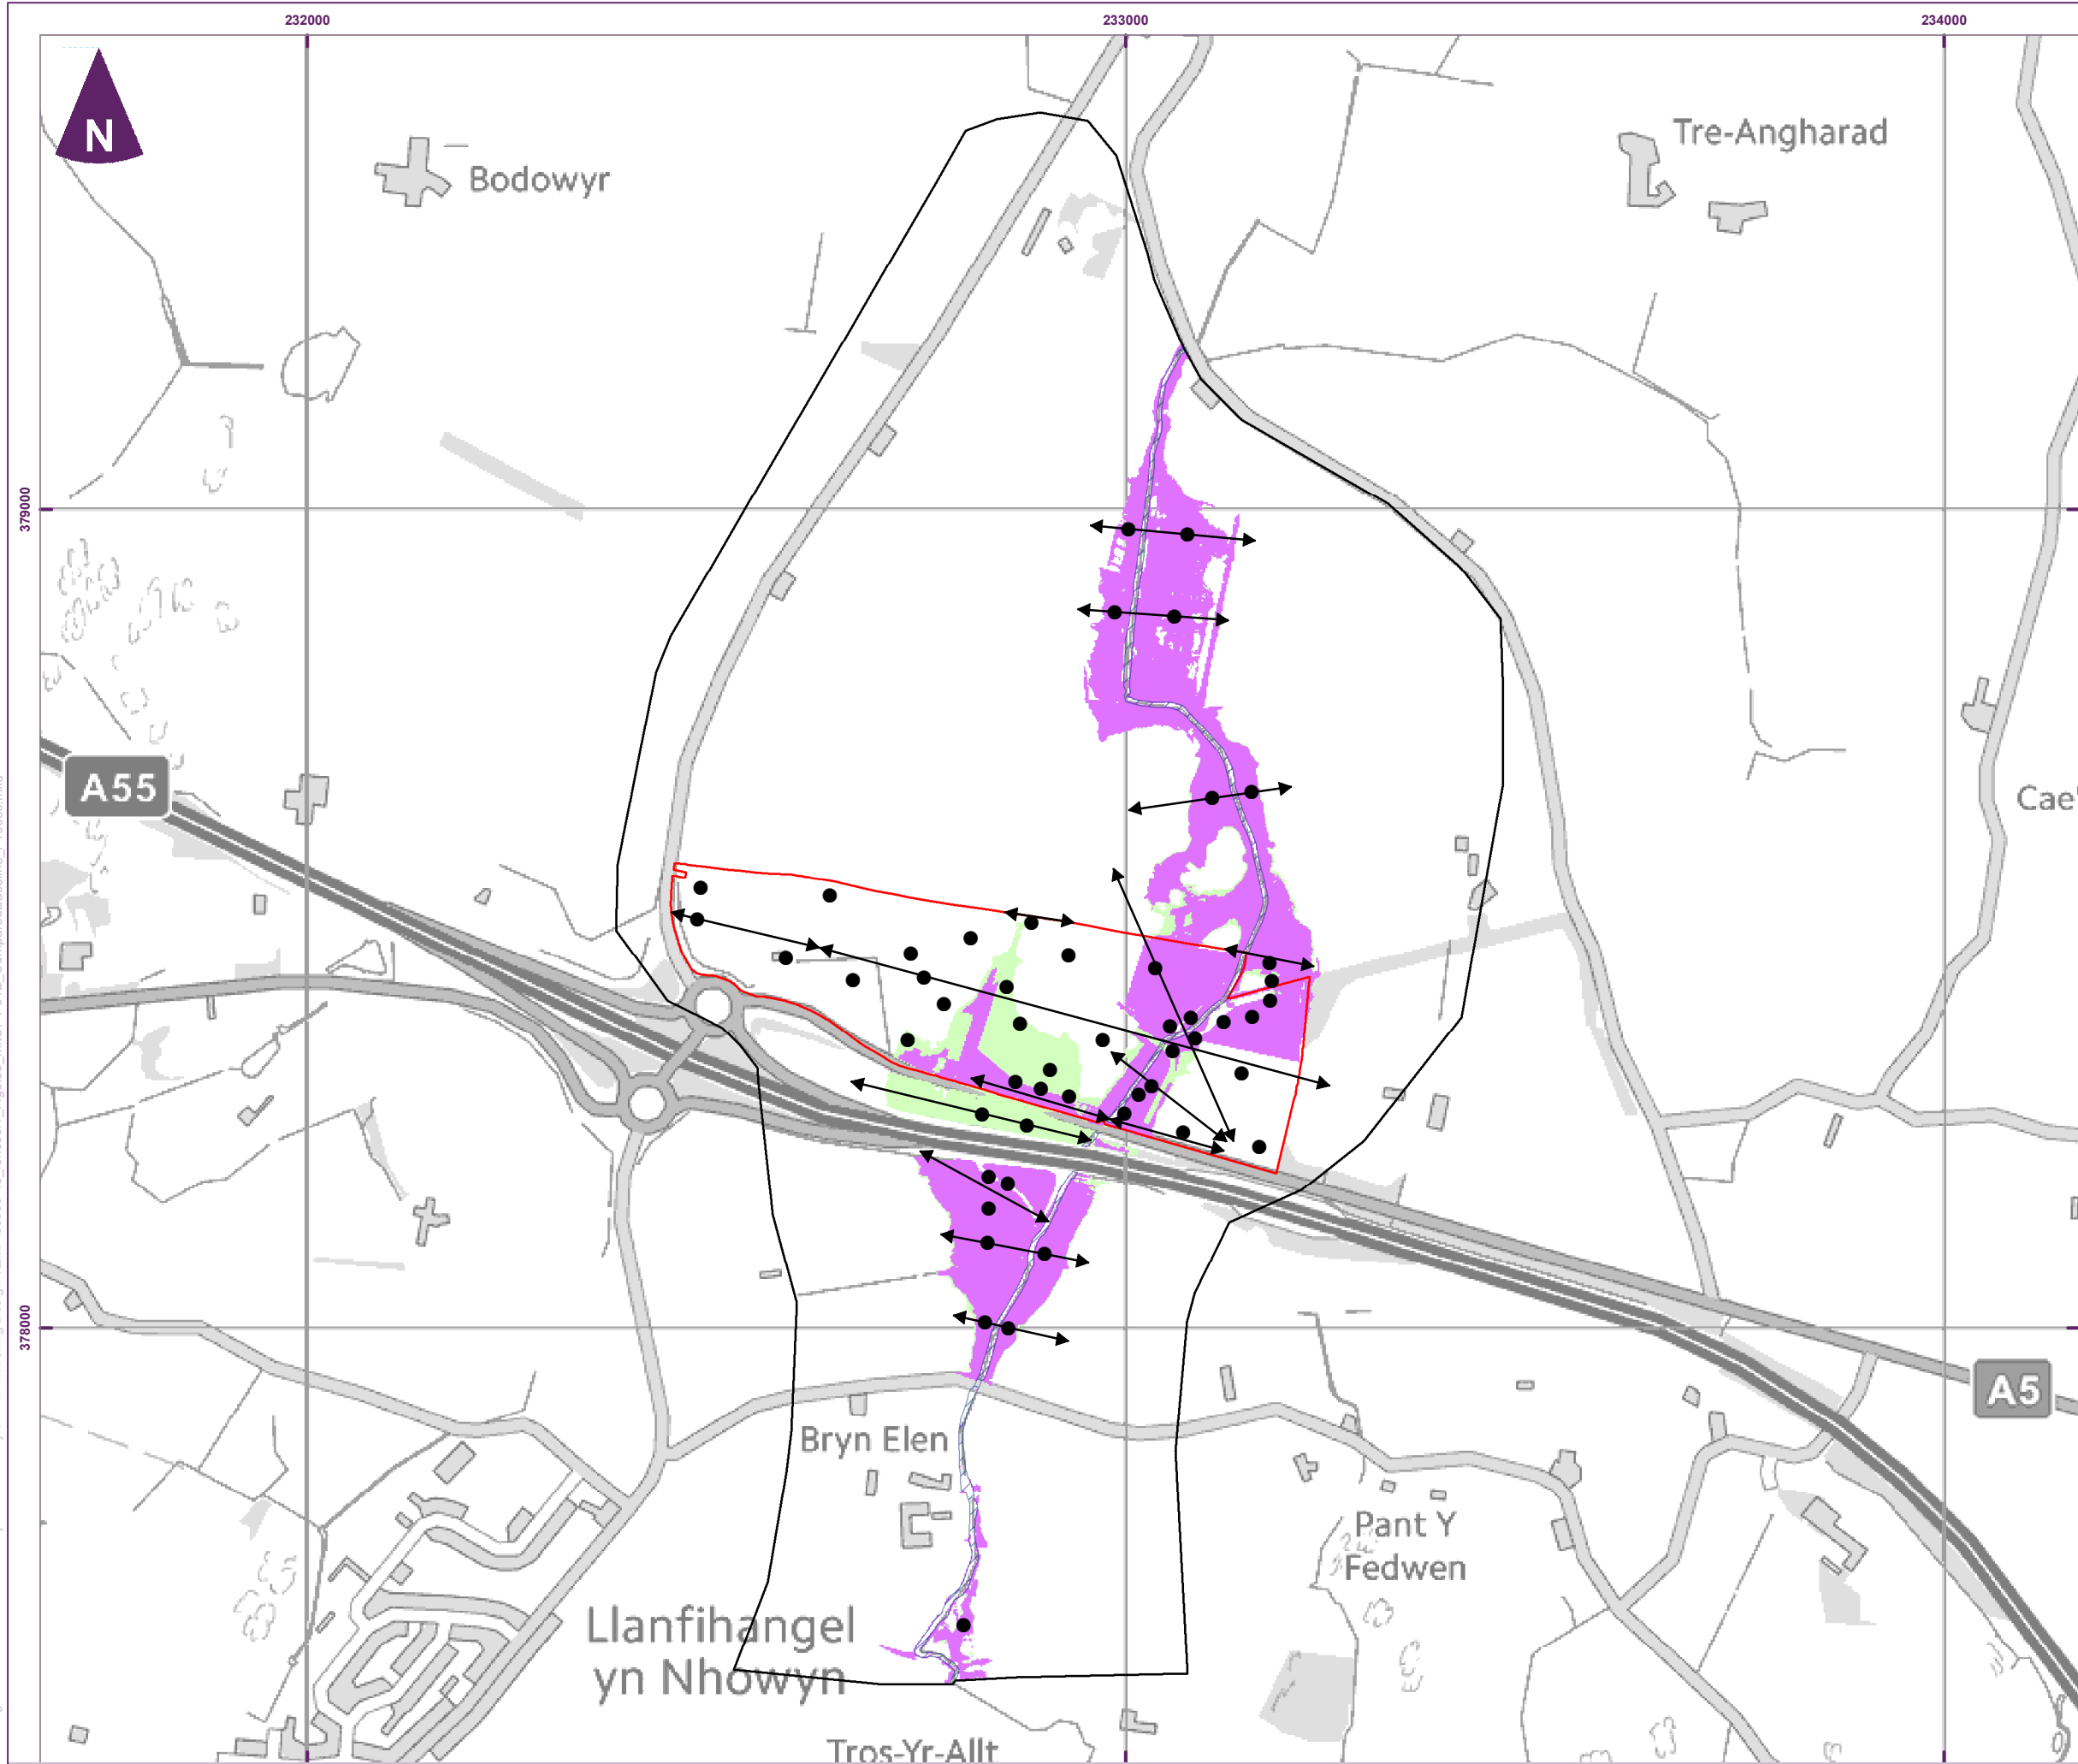 232000
233000
234000
N
Bodowyr
Tre-Angharad
379000
A55
Cae'
378000
A5
Bryn Elen
Pant Y
Fedwen
Llanfihangel
yn Nhowyn
Tros-Yr-Allt